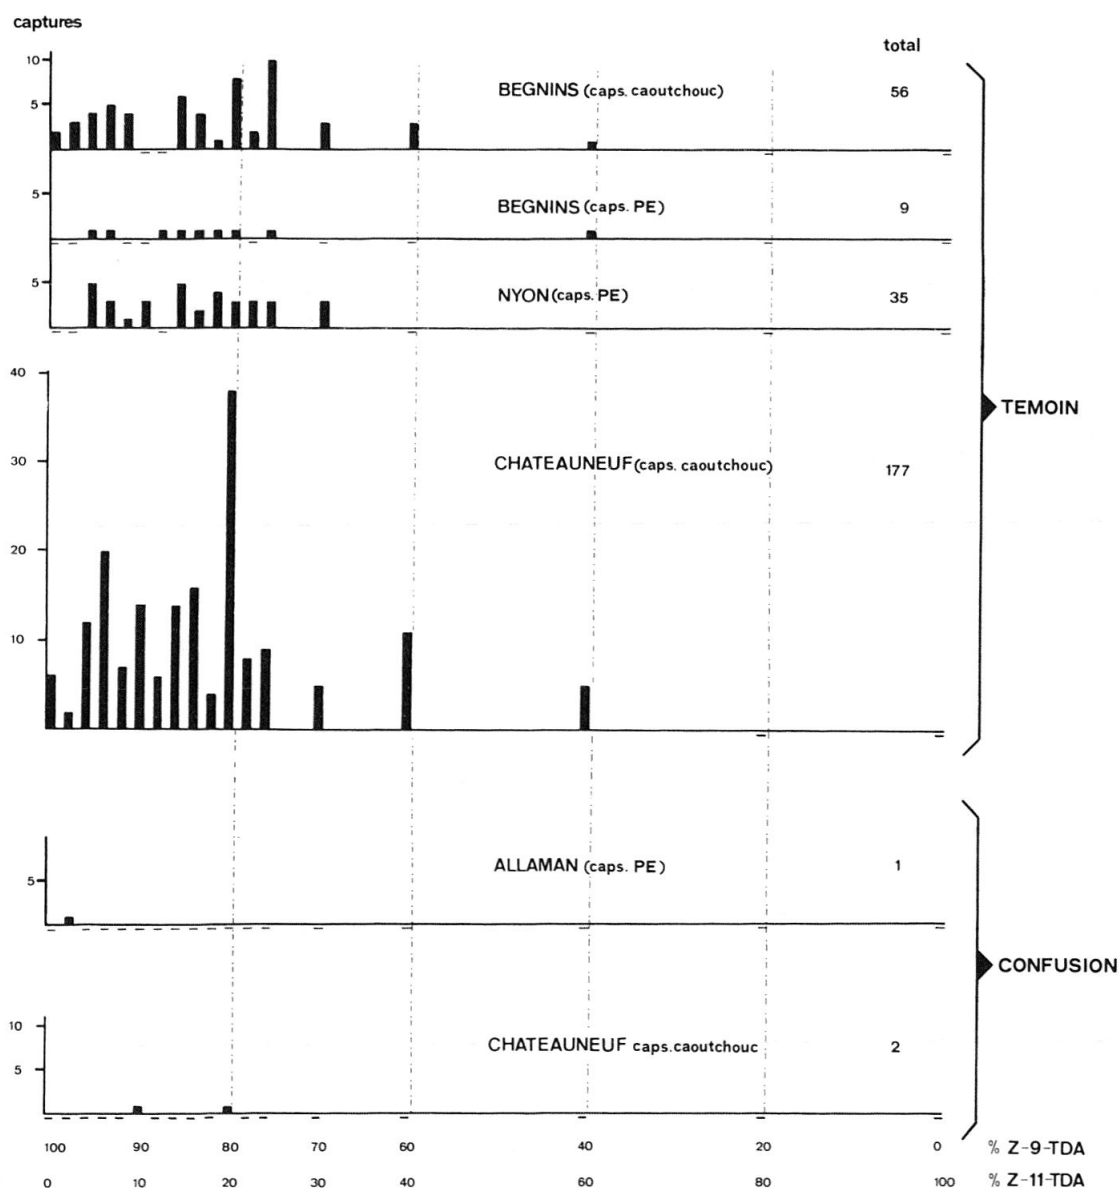 captures
total
10
5
BEGNINS (caps. caoutchouc)
56
5
BEGNINS (caps. PE)
9
5
NYON (caps. PE)
35
40
30
20
10
CHATEAUNEUF (caps. caoutchouc)
177
TEMOIN
5
ALLAMAN (caps. PE)
1
CONFUSION
10
5
CHATEAUNEUF caps.caoutchouc
2
100 90 80 70 60 40 20 0 % Z-9-TDA
0 10 20 30 40 60 80 100 % Z-11-TDA